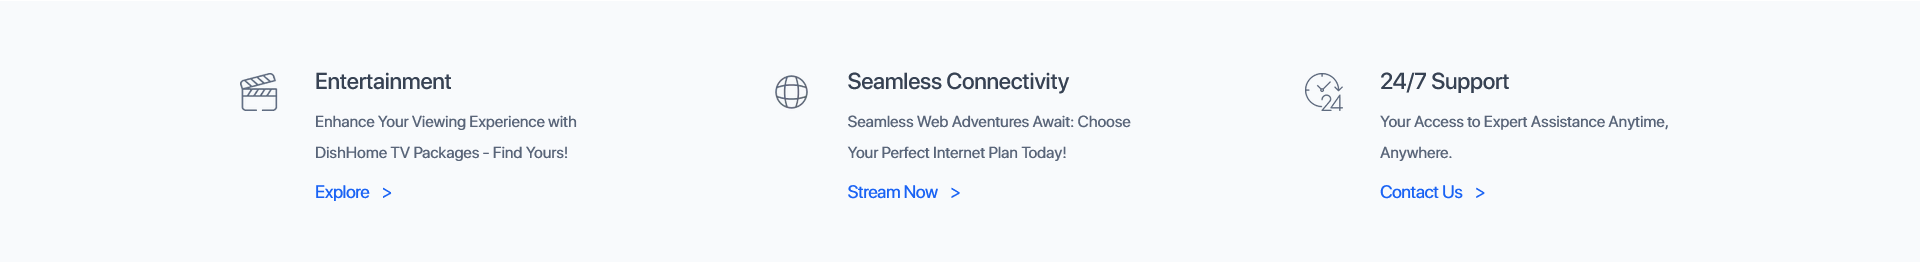 Entertainment
Enhance Your Viewing Experience with
DishHome TV Packages - Find Yours!
Explore >
Seamless Connectivity
Seamless Web Adventures Await: Choose
Your Perfect Internet Plan Today!
Stream Now >
24
24/7 Support
Your Access to Expert Assistance Anytime,
Anywhere.
Contact Us >